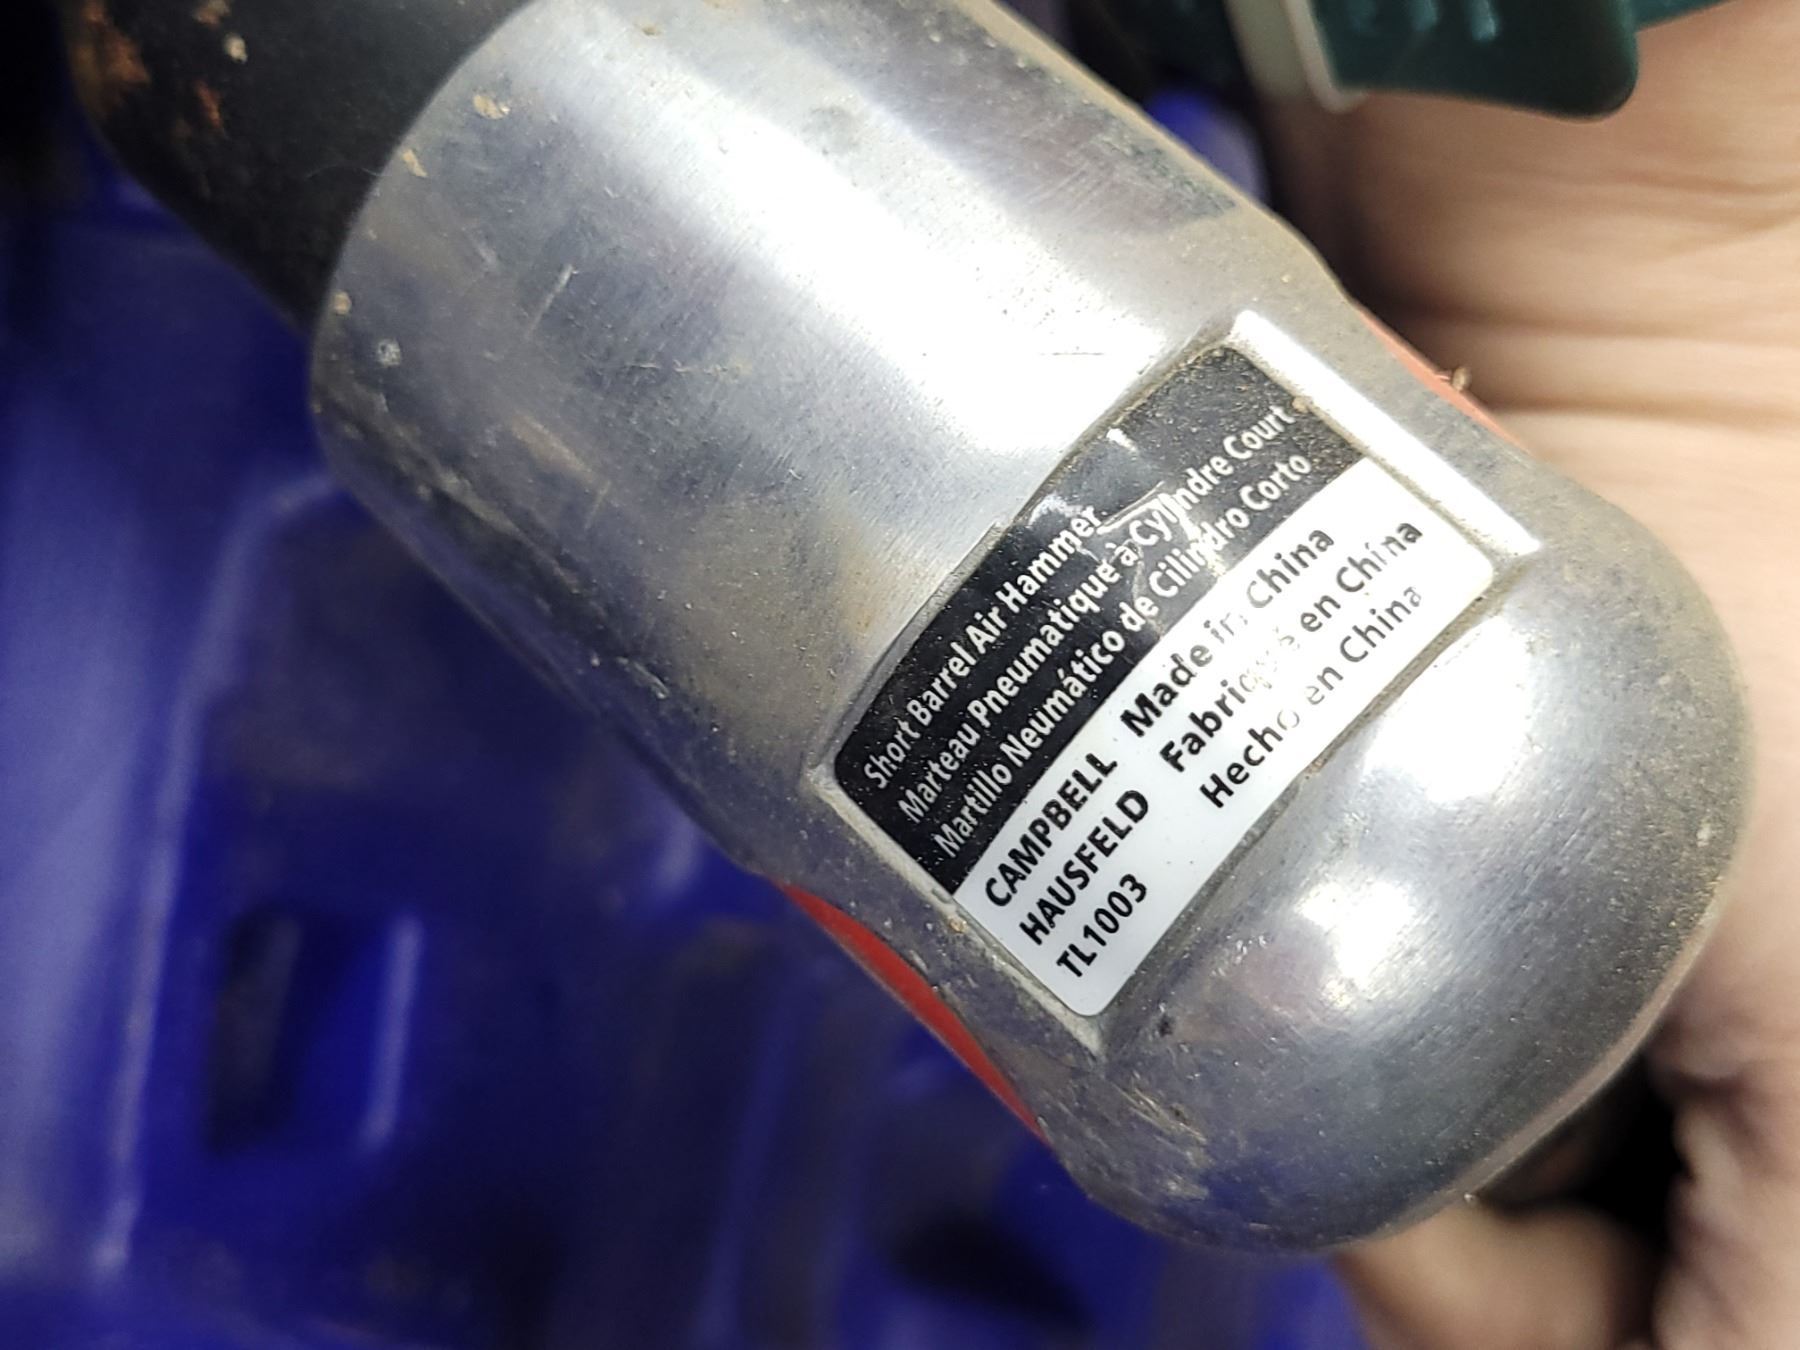 Short Barrel Air Hammer
Marteau Pneumatique à Cylindre Court
Martillo Neumático de Cilindro Corto
CAMPBELL
HAUSFELD
TL1003
Made in China
Fabriqué en China
Hecho en China